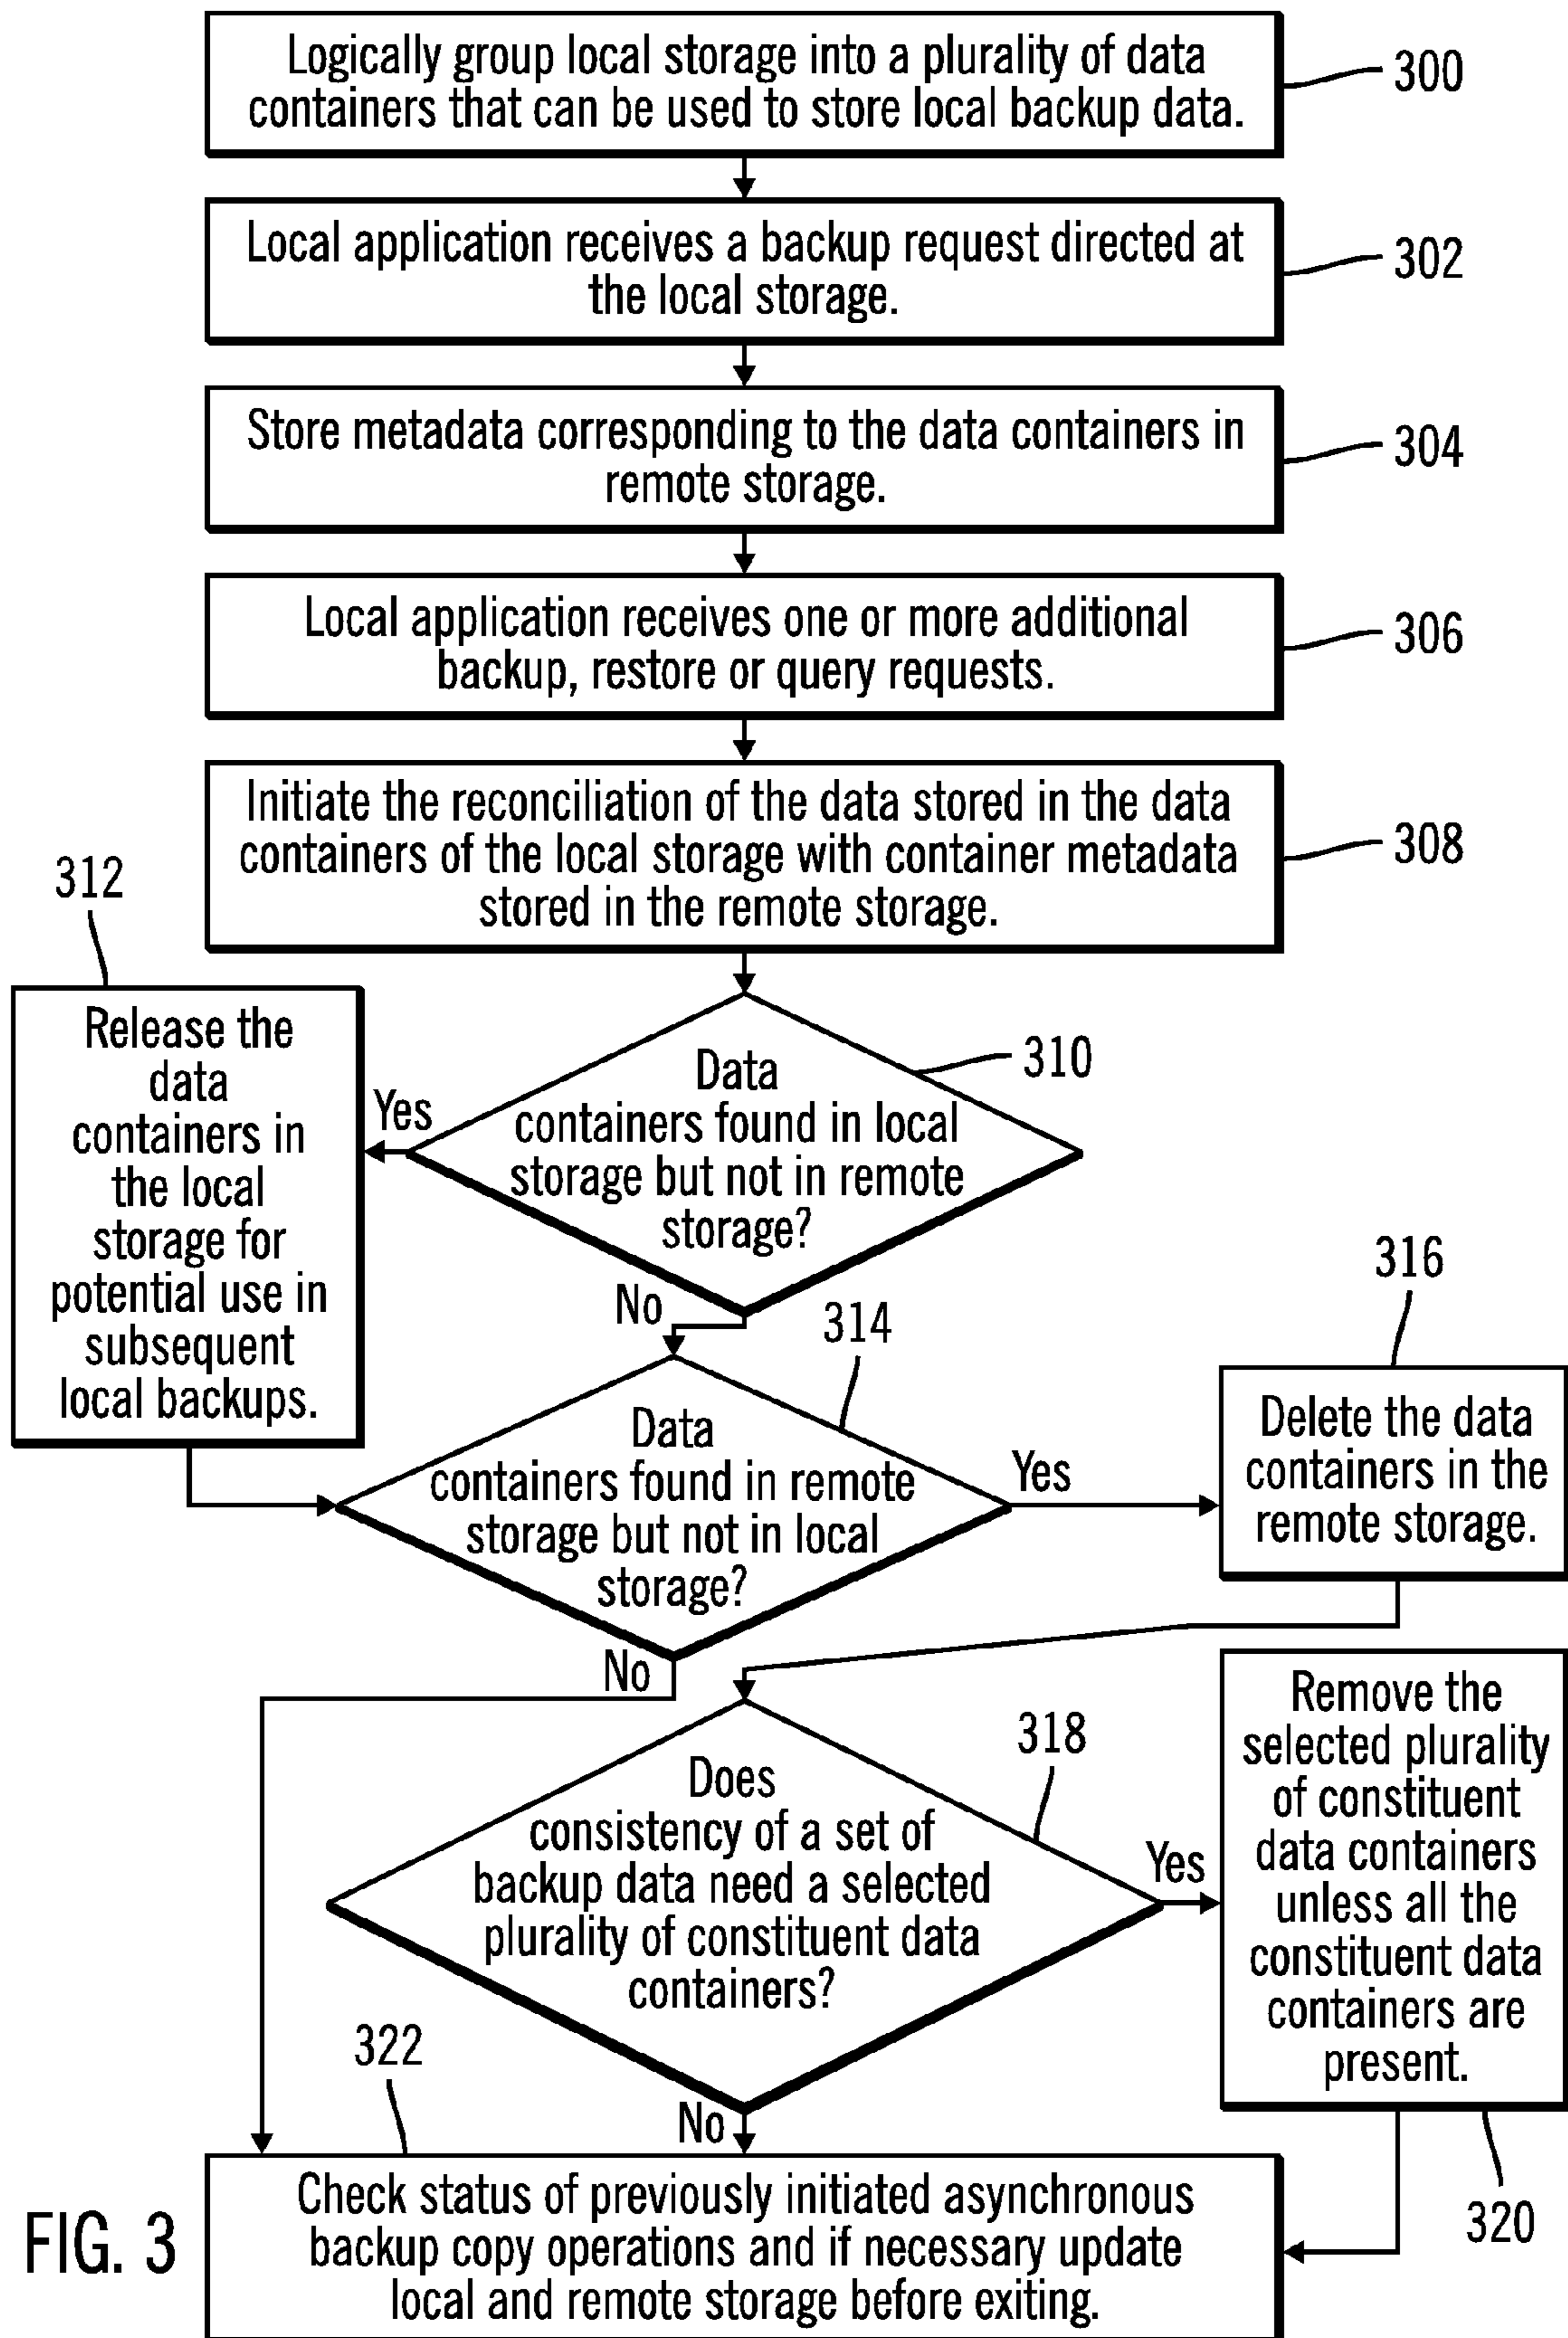 Logically group local storage into a plurality of data
containers that can be used to store local backup data.
300
Local application receives a backup request directed at
the local storage.
302
Store metadata corresponding to the data containers in
remote storage.
304
Local application receives one or more additional
backup, restore or query requests.
306
Initiate the reconciliation of the data stored in the data
containers of the local storage with container metadata
stored in the remote storage.
308
312
Release the
data
containers in
the local
storage for
potential use in
subsequent
local backups.
Yes
Data
containers found in local
storage but not in remote
storage?
310
No
314
Data
containers found in remote
storage but not in local
storage?
Yes
316
Delete the data
containers in the
remote storage.
No
318
Does
consistency of a set of
backup data need a selected
plurality of constituent data
containers?
Yes
Remove the
selected plurality
of constituent
data containers
unless all the
constituent data
containers are
present.
320
No
322
Check status of previously initiated asynchronous
backup copy operations and if necessary update
local and remote storage before exiting.
FIG. 3